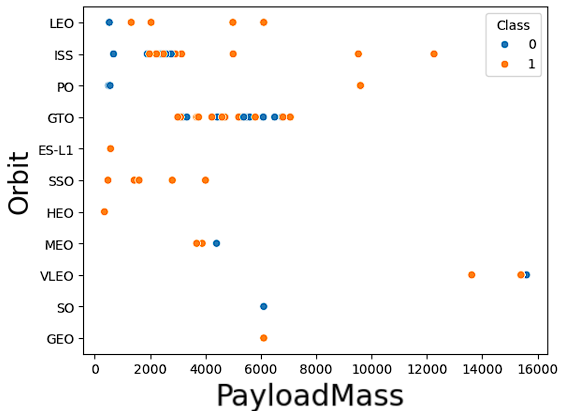 Class
0
1
LEO
ISS
PO
GTO
ES-L1
SSO
HEO
MEO
VLEO
SO
GEO
Orbit
0 2000 4000 6000 8000 10000 12000 14000 16000
PayloadMass